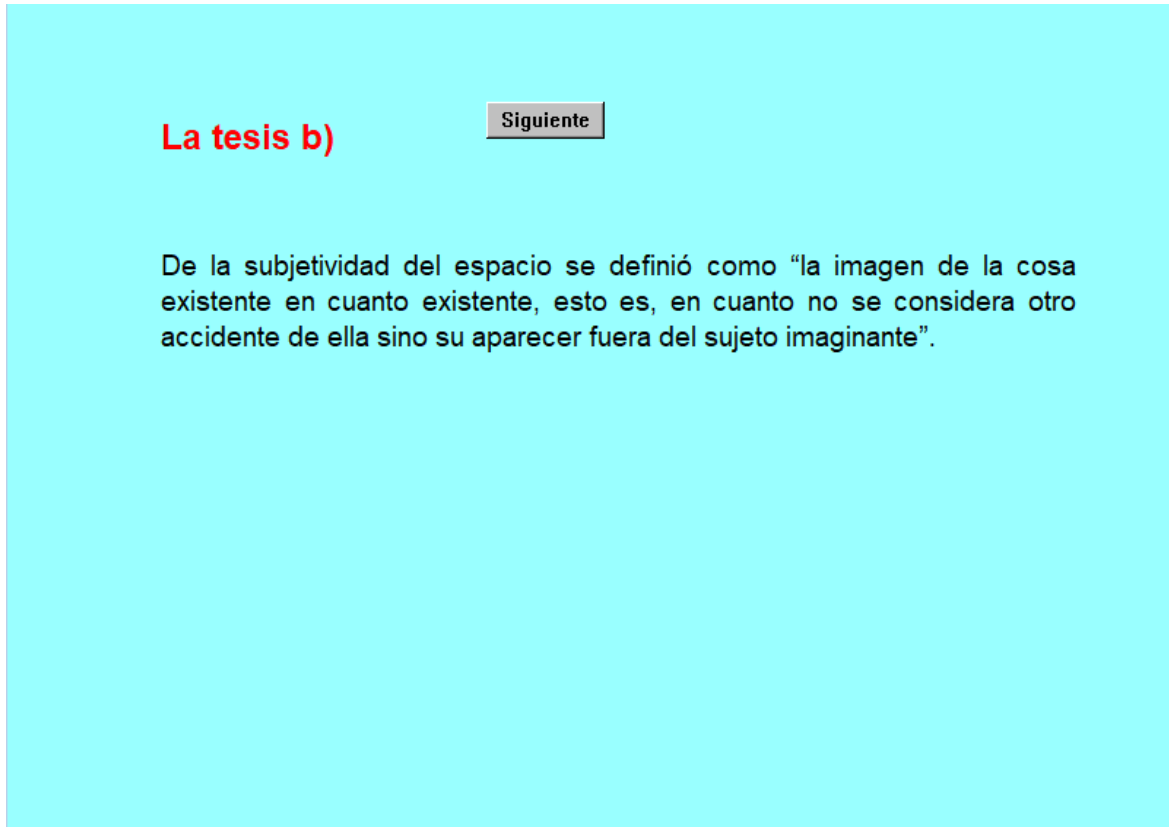 Siguiente
La tesis b)
De la subjetividad del espacio se definió como “la imagen de la cosa
existente en cuanto existente, esto es, en cuanto no se considera otro
accidente de ella sino su aparecer fuera del sujeto imaginante”.